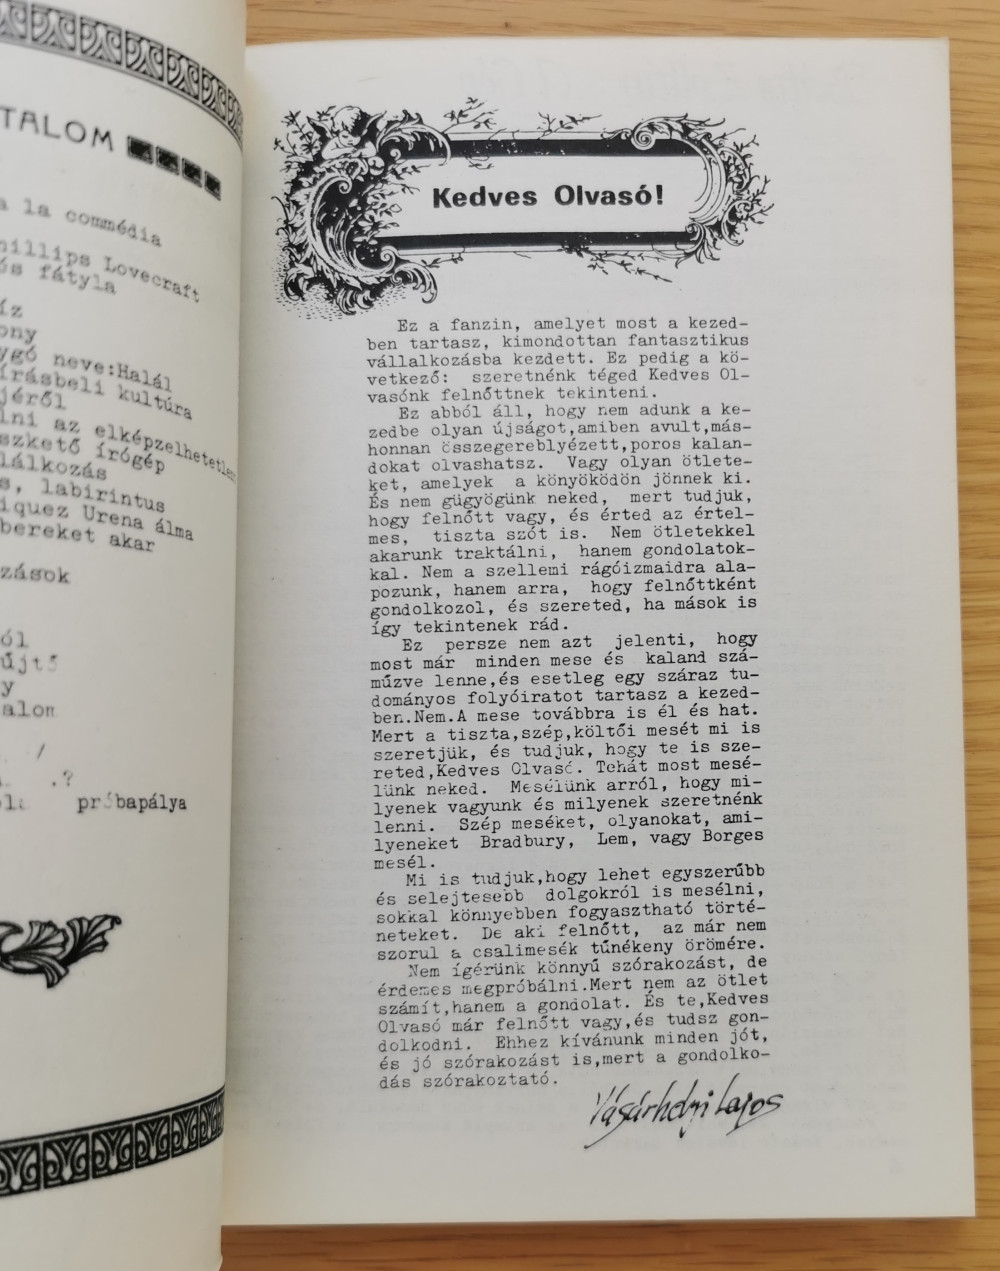 TALOM
a la commédia
hillips Lovecraft
ós fátyla
íz
ony
ygó neve:Halál
írásbeli kultúra
jéről
lni az elképzelhetetlent
szkető írógép
lálkozás
s, labirintus
iquez Urena álma
bereket akar
zások
ól
űjtő
y
alom
/
.?
próbapálya
Kedves Olvasó!
Ez a fanzin, amelyet most a kezed-
ben tartasz, kimondottan fantasztikus
vállalkozásba kezdett. Ez pedig a kö-
vetkező: szeretnénk téged Kedves Ol-
vasónk felnőttnek tekinteni.
Ez abból áll, hogy nem adunk a ke-
zedbe olyan újságot,amiben avult,más-
honnan összegereblyézett,poros kalan-
dokat olvashatsz. Vagy olyan ötlete-
ket, amelyek a könyöködön jönnek ki.
És nem gügyögünk neked, mert tudjuk,
hogy felnőtt vagy, és érted az értel-
mes, tiszta szót is. Nem ötletekkel
akarunk traktálni, hanem gondolatok-
kal. Nem a szellemi rágóizmaidra ala-
pozunk, hanem arra, hogy felnőttként
gondolkozol, és szereted, ha mások is
így tekintenek rád.
Ez persze nem azt jelenti, hogy
most már minden mese és kaland szá-
műzve lenne,és esetleg egy száraz tu-
dományos folyóiratot tartasz a kezed-
ben.Nem.A mese továbbra is él és hat.
Mert a tiszta,szép,költői mesét mi is
szeretjük, és tudjuk, hogy te is sze-
reted,Kedves Olvasó. Tehát most mesé-
lünk neked. Mesélünk arról, hogy mi-
lyenek vagyunk és milyenek szeretnénk
lenni. Szép meséket, olyanokat, ami-
lyeneket Bradbury, Lem, vagy Borges
mesél.
Mi is tudjuk,hogy lehet egyszerűbb
és selejtesebb dolgokról is mesélni,
sokkal könnyebben fogyasztható törté-
neteket. De aki felnőtt, az már nem
szorul a csalimesék tűnékeny örömére.
Nem ígérünk könnyű szórakozást, de
érdemes megpróbálni.Mert nem az ötlet
számít,hanem a gondolat. És te,Kedves
Olvasó már felnőtt vagy,és tudsz gon-
dolkodni. Ehhez kívánunk minden jót,
és jó szórakozást is,mert a gondolko-
dás szórakoztató.
Vásárhelyi Lajos